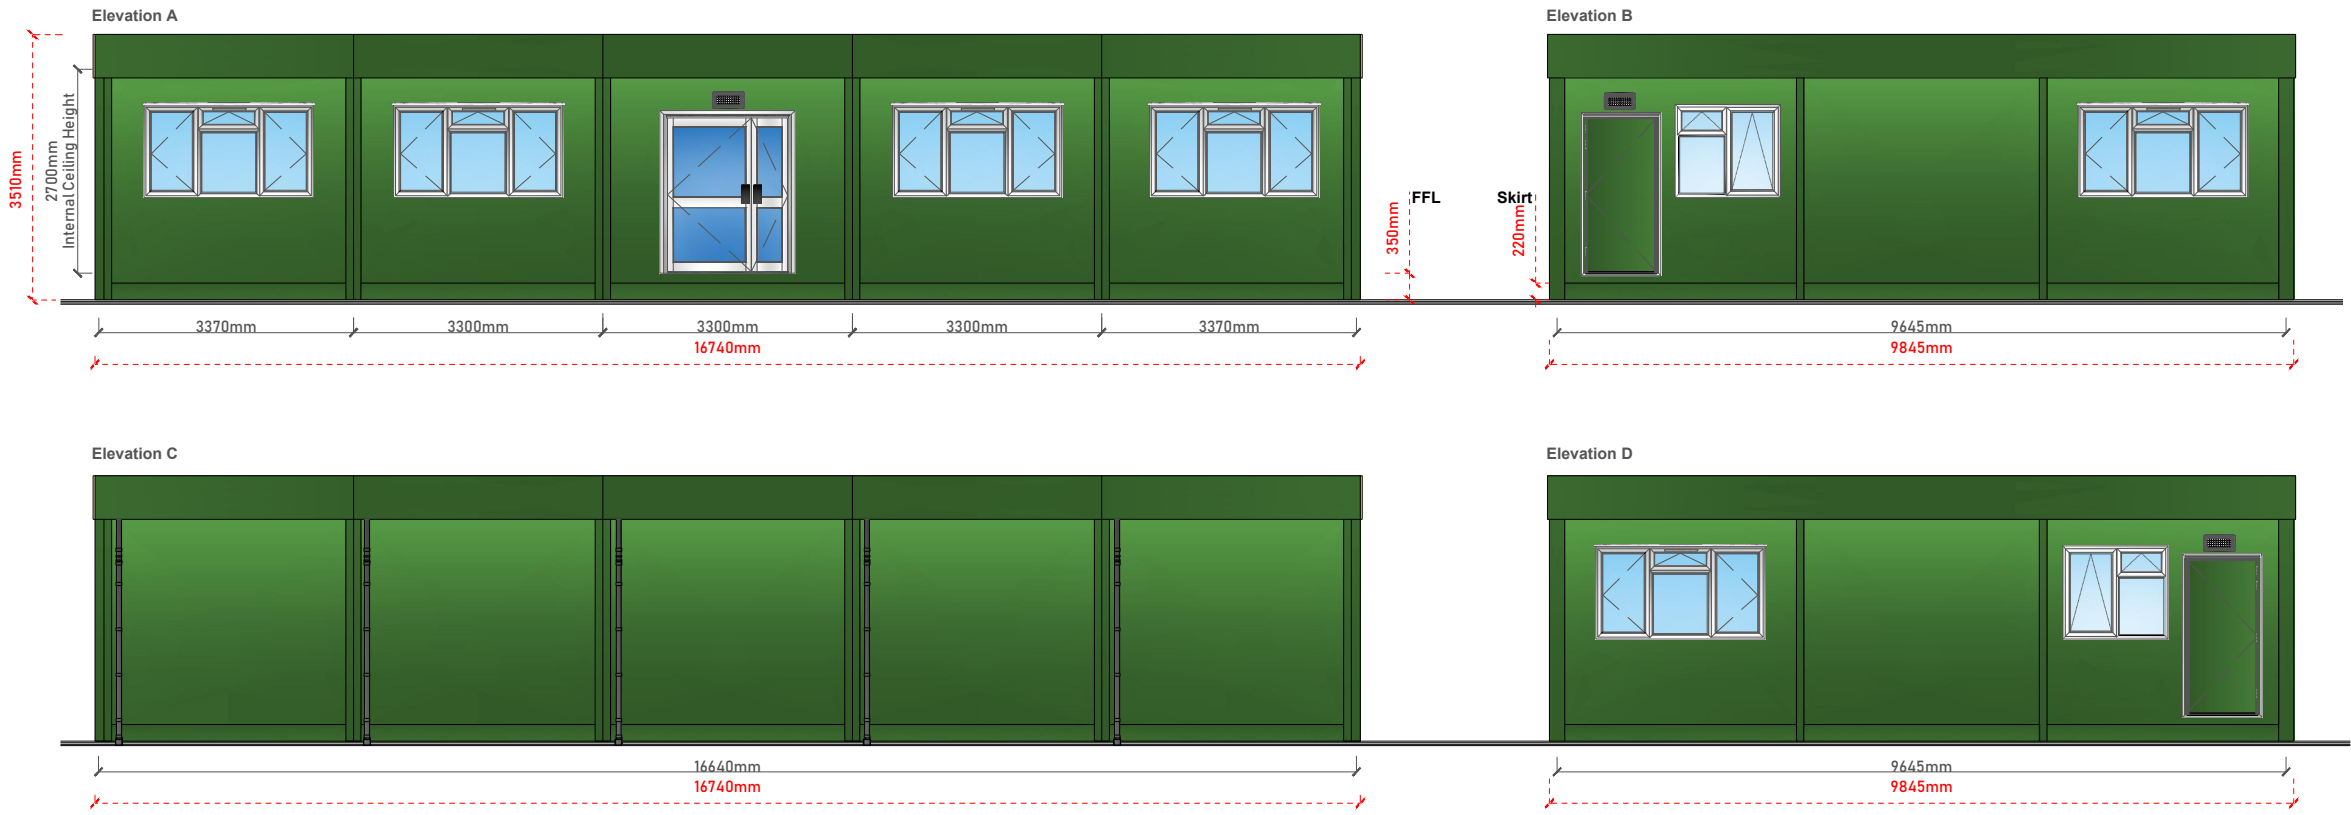 Elevation A
Elevation B
3510mm
2700mm
Internal Ceiling Height
350mm
FFL
Skirt
220mm
3370mm
3300mm
3300mm
3300mm
3370mm
16740mm
9645mm
9845mm
Elevation C
Elevation D
16640mm
16740mm
9645mm
9845mm